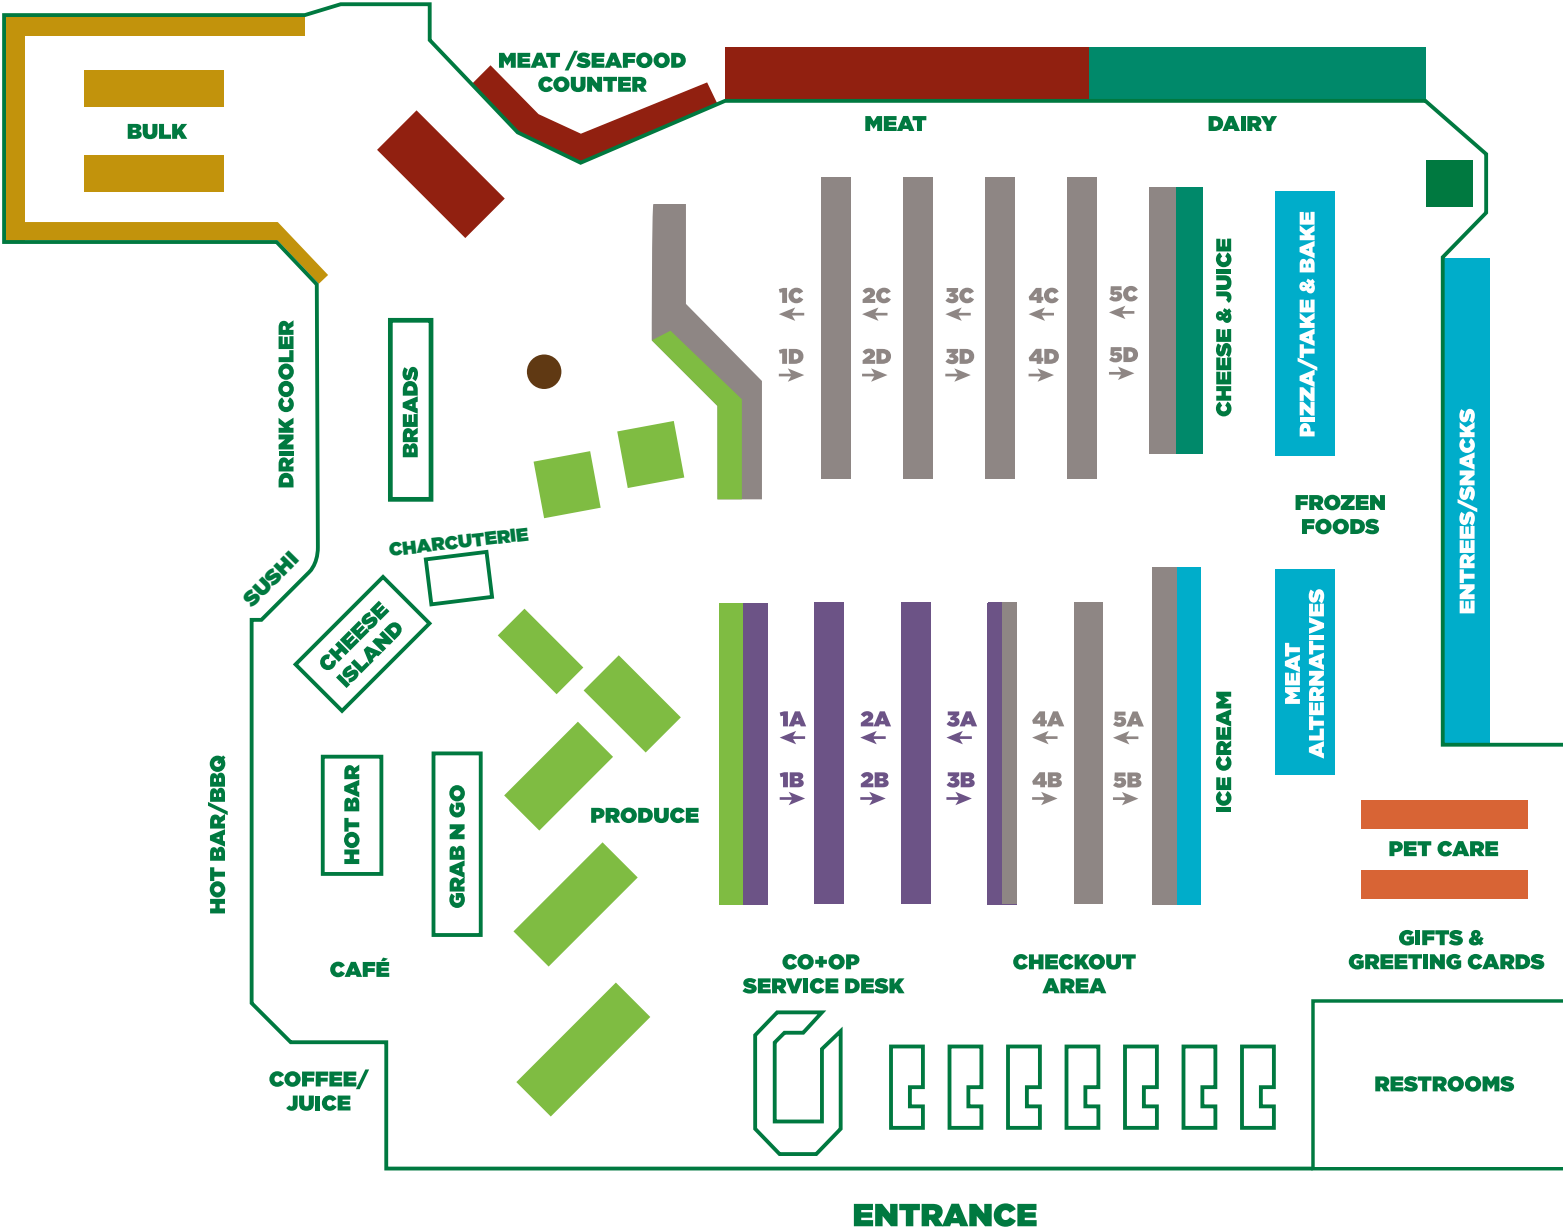 MEAT /SEAFOOD
COUNTER
BULK
MEAT
DAIRY
1C
2C
3C
4C
5C
1D
2D
3D
4D
5D
CHEESE & JUICE
PIZZA/TAKE & BAKE
ENTREES/SNACKS
DRINK COOLER
BREADS
FROZEN
FOODS
CHARCUTERIE
SUSHI
CHEESE
ISLAND
MEAT
ALTERNATIVES
1A
2A
3A
4A
5A
1B
2B
3B
4B
5B
ICE CREAM
HOT BAR/BBQ
HOT BAR
GRAB N GO
PRODUCE
PET CARE
GIFTS &
GREETING CARDS
CAFÉ
CO+OP
SERVICE DESK
CHECKOUT
AREA
COFFEE/
JUICE
RESTROOMS
ENTRANCE